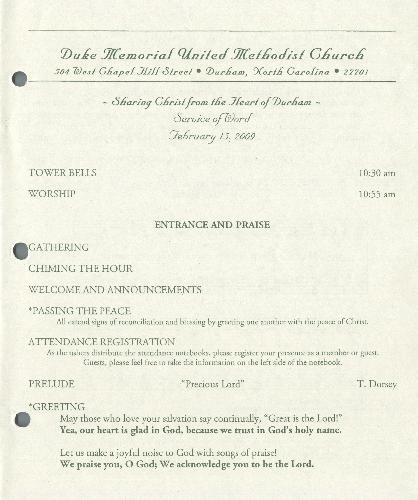 Duke Memorial United Methodist Church
504 West Chapel Hill Street • Durham, North Carolina • 27701
~ Sharing Christ from the Heart of Durham ~
Service of Word
February 15, 2009
TOWER BELLS 10:30 am
WORSHIP 10:55 am
ENTRANCE AND PRAISE
GATHERING
CHIMING THE HOUR
WELCOME AND ANNOUNCEMENTS
*PASSING THE PEACE
All extend signs of reconciliation and blessing by greeting one another with the peace of Christ.
ATTENDANCE REGISTRATION
As the ushers distribute the attendance notebooks, please register your presence as a member or guest.
Guests, please feel free to take the information on the left side of the notebook.
PRELUDE "Precious Lord" T. Dorsey
*GREETING
May those who love your salvation say continually, "Great is the Lord!"
Yea, our heart is glad in God, because we trust in God's holy name.
Let us make a joyful noise to God with songs of praise!
We praise you, O God; We acknowledge you to be the Lord.